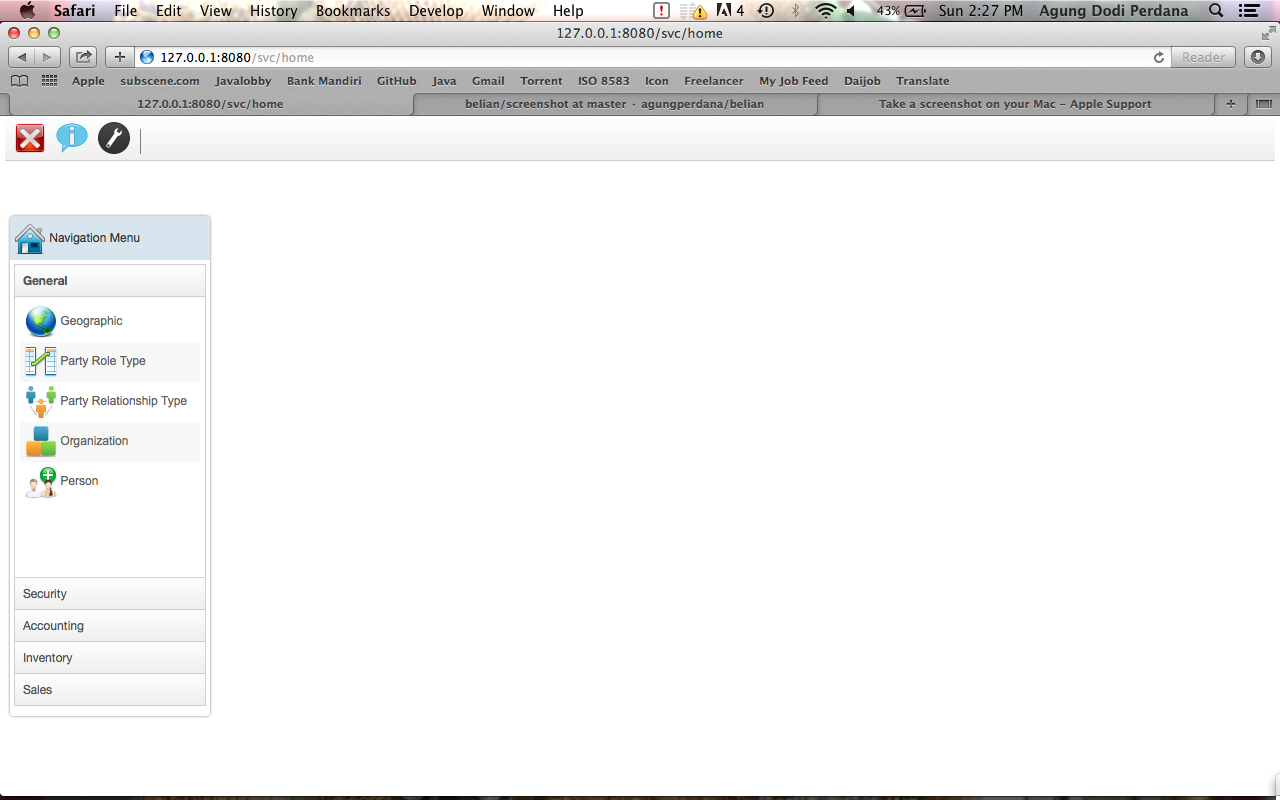 Safari File Edit View History Bookmarks Develop Window Help 4 43% Sun 2:27 PM Agung Dodi Perdana
127.0.0.1:8080/svc/home
127.0.0.1:8080/svc/home Reader
Apple subscene.com Javalobby Bank Mandiri GitHub Java Gmail Torrent ISO 8583 Icon Freelancer My Job Feed Daijob Translate
127.0.0.1:8080/svc/home belian/screenshot at master · agungperdana/belian Take a screenshot on your Mac – Apple Support
Navigation Menu
General
Geographic
Party Role Type
Party Relationship Type
Organization
Person
Security
Accounting
Inventory
Sales